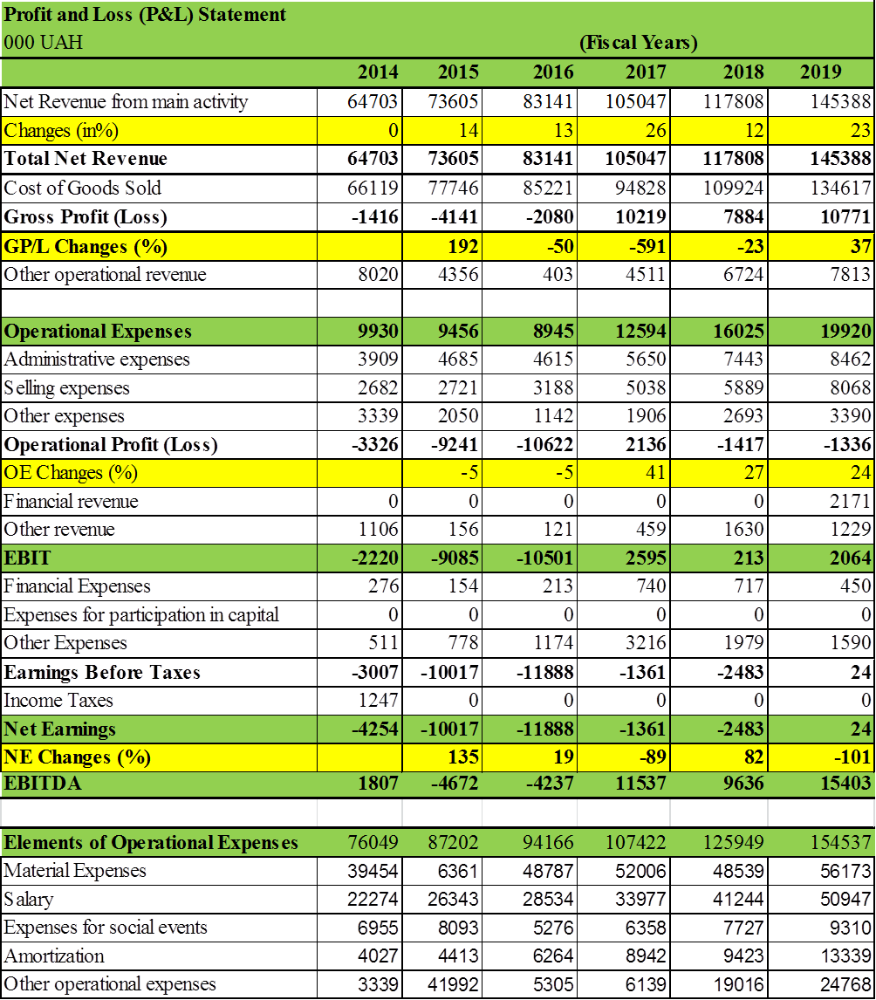 Profit and Loss (P&L) Statement
000 UAH (Fiscal Years)
2014 2015 2016 2017 2018 2019
Net Revenue from main activity 64703 73605 83141 105047 117808 145388
Changes (in%) 0 14 13 26 12 23
Total Net Revenue 64703 73605 83141 105047 117808 145388
Cost of Goods Sold 66119 77746 85221 94828 109924 134617
Gross Profit (Loss) -1416 -4141 -2080 10219 7884 10771
GP/L Changes (%) 192 -50 -591 -23 37
Other operational revenue 8020 4356 403 4511 6724 7813
Operational Expenses 9930 9456 8945 12594 16025 19920
Administrative expenses 3909 4685 4615 5650 7443 8462
Selling expenses 2682 2721 3188 5038 5889 8068
Other expenses 3339 2050 1142 1906 2693 3390
Operational Profit (Loss) -3326 -9241 -10622 2136 -1417 -1336
OE Changes (%) -5 -5 41 27 24
Financial revenue 0 0 0 0 0 2171
Other revenue 1106 156 121 459 1630 1229
EBIT -2220 -9085 -10501 2595 213 2064
Financial Expenses 276 154 213 740 717 450
Expenses for participation in capital 0 0 0 0 0 0
Other Expenses 511 778 1174 3216 1979 1590
Earnings Before Taxes -3007 -10017 -11888 -1361 -2483 24
Income Taxes 1247 0 0 0 0 0
Net Earnings -4254 -10017 -11888 -1361 -2483 24
NE Changes (%) 135 19 -89 82 -101
EBITDA 1807 -4672 -4237 11537 9636 15403
Elements of Operational Expenses 76049 87202 94166 107422 125949 154537
Material Expenses 39454 6361 48787 52006 48539 56173
Salary 22274 26343 28534 33977 41244 50947
Expenses for social events 6955 8093 5276 6358 7727 9310
Amortization 4027 4413 6264 8942 9423 13339
Other operational expenses 3339 41992 5305 6139 19016 24768